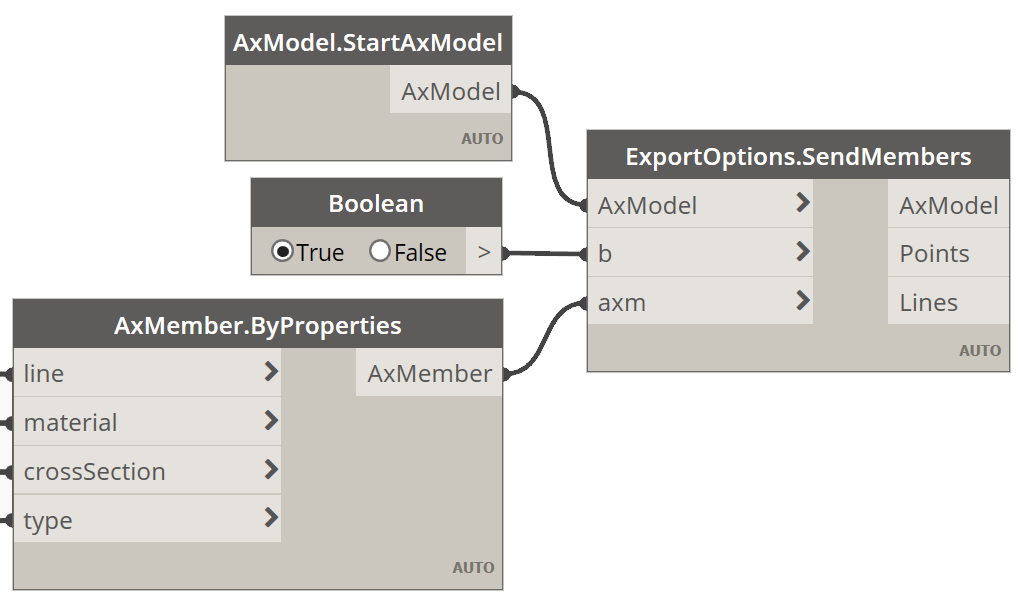 AxModel.StartAxModel
AxModel
AUTO
Boolean
True False >
AxMember.ByProperties
line AxMember
material
crossSection
type
AUTO
ExportOptions.SendMembers
AxModel AxModel
b Points
axm Lines
AUTO